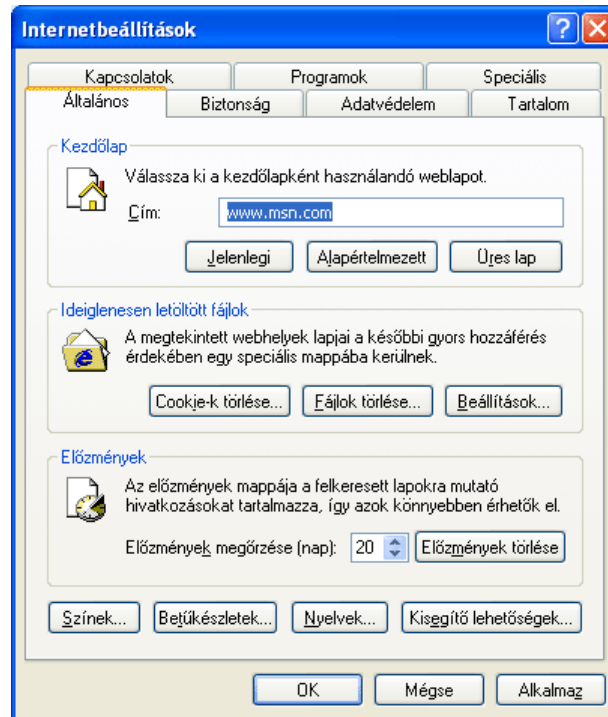 Internetbeállítások
Kapcsolatok Programok Speciális
Általános Biztonság Adatvédelem Tartalom
Kezdőlap
Válassza ki a kezdőlapként használandó weblapot.
Cím: www.msn.com
Jelenlegi Alapértelmezett Üres lap
Ideiglenesen letöltött fájlok
A megtekintett webhelyek lapjai a későbbi gyors hozzáférés
érdekében egy speciális mappába kerülnek.
Cookie-k törlése... Fájlok törlése... Beállítások...
Előzmények
Az előzmények mappája a felkeresett lapokra mutató
hivatkozásokat tartalmazza, így azok könnyebben érhetők el.
Előzmények megőrzése (nap): 20 Előzmények törlése
Színek... Betűkészletek... Nyelvek... Kisegítő lehetőségek...
OK Mégse Alkalmaz